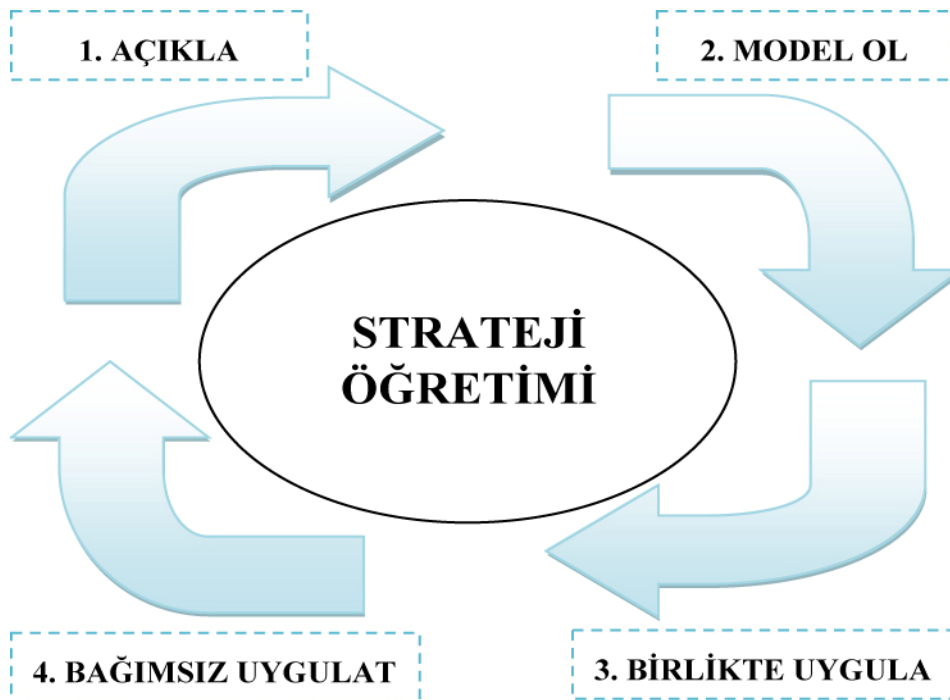 1. AÇIKLA
2. MODEL OL
STRATEJİ
ÖĞRETİMİ
3. BİRLİKTE UYGULA
4. BAĞIMSIZ UYGULAT